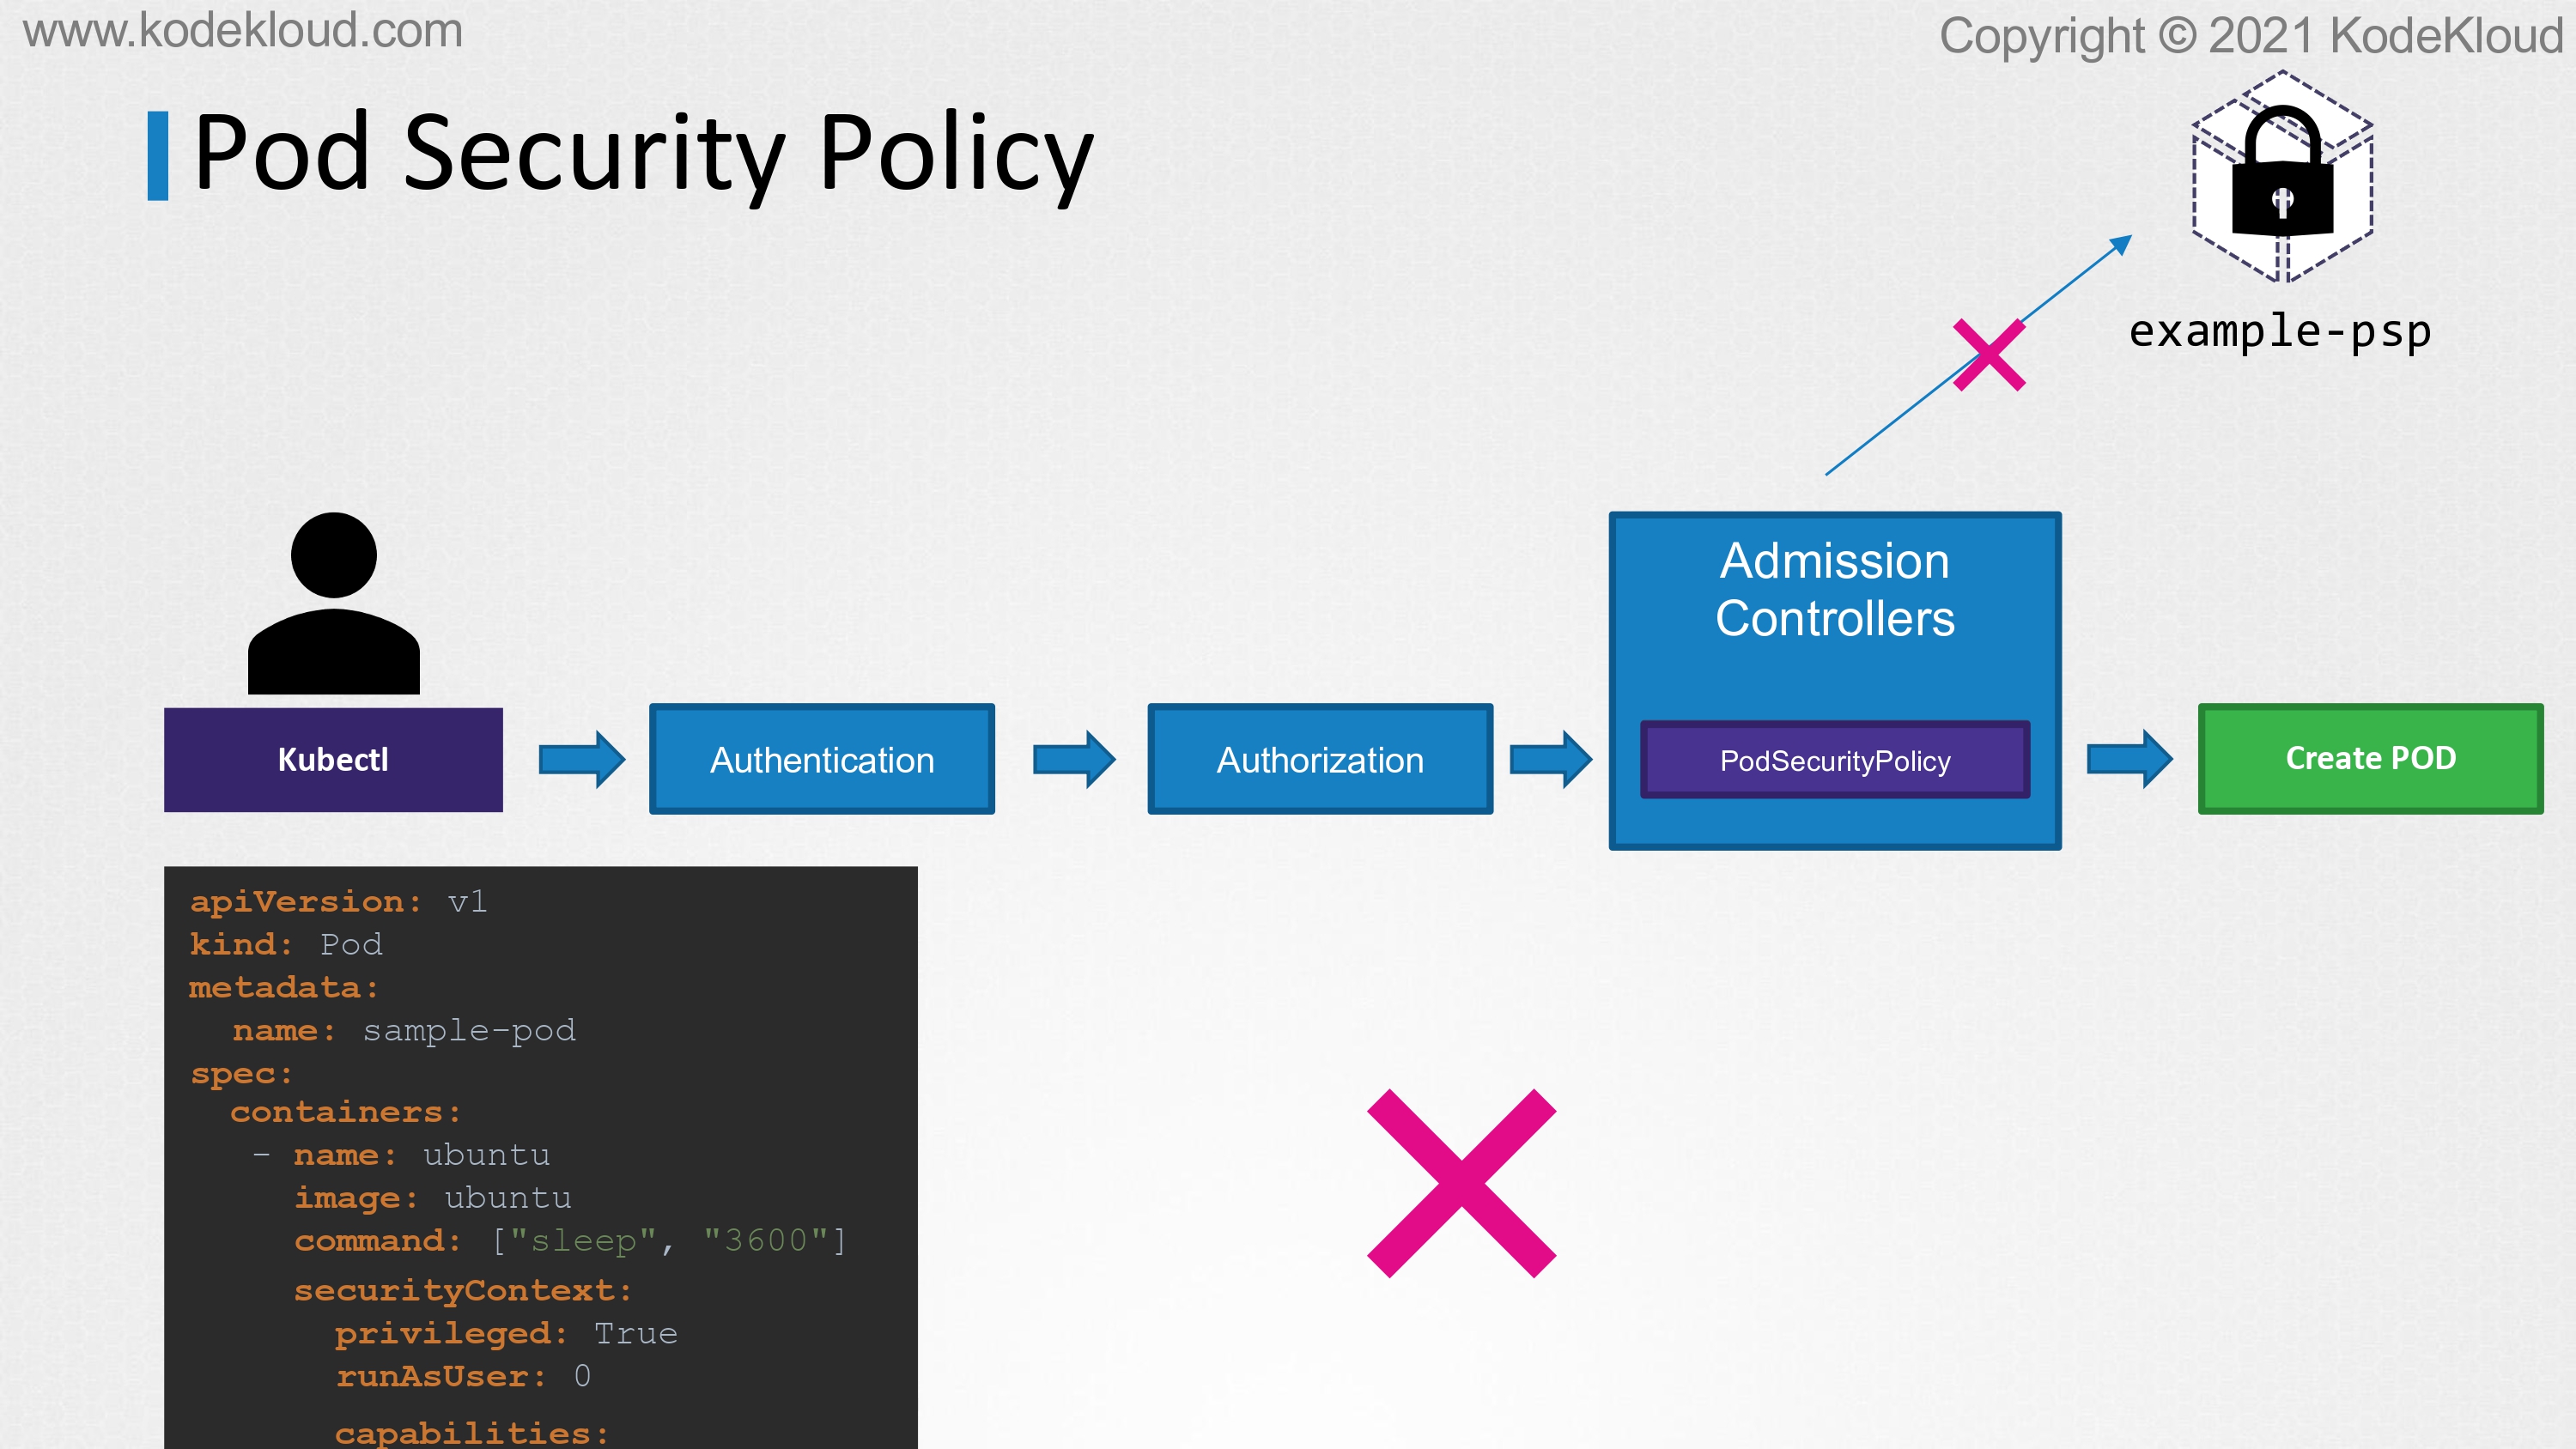 www.kodekloud.com
Copyright © 2021 KodeKloud
Pod Security Policy
example-psp
Admission
Controllers
Kubectl
Authentication
Authorization
PodSecurityPolicy
Create POD
apiVersion: v1
kind: Pod
metadata:
  name: sample-pod
spec:
  containers:
   - name: ubuntu
     image: ubuntu
     command: ["sleep", "3600"]
     securityContext:
       privileged: True
       runAsUser: 0
       capabilities: